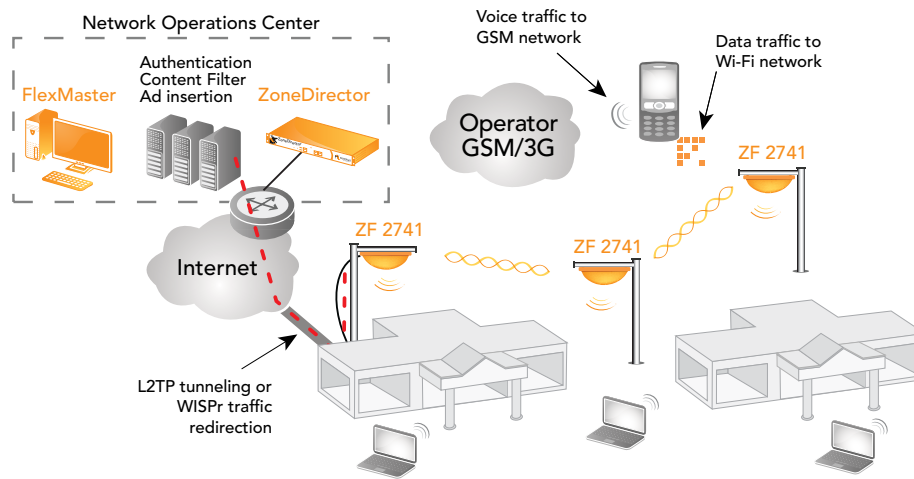 Network Operations Center
Authentication
Content Filter
Ad insertion
FlexMaster
ZoneDirector
Voice traffic to
GSM network
Data traffic to
Wi-Fi network
Operator
GSM/3G
ZF 2741
ZF 2741
ZF 2741
Internet
L2TP tunneling or
WISPr traffic
redirection